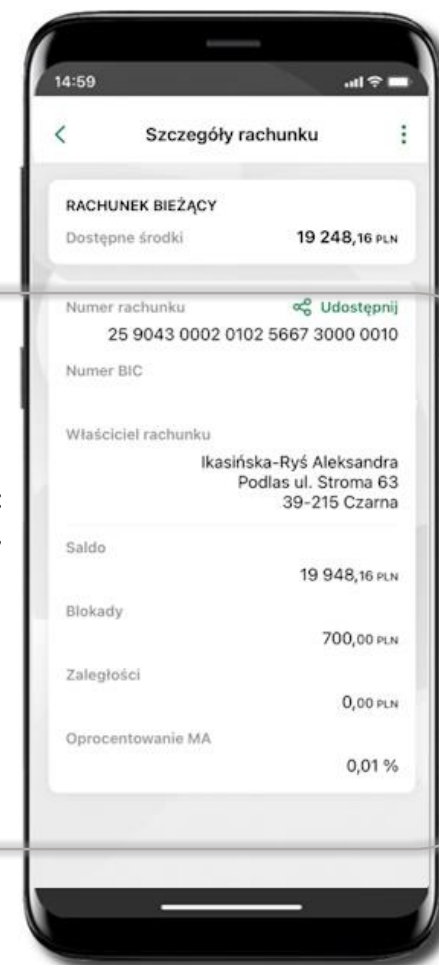 14:59
Szczegóły rachunku
RACHUNEK BIEŻĄCY
Dostępne środki 19 248,16 PLN
Numer rachunku Udostępnij
25 9043 0002 0102 5667 3000 0010
Numer BIC
Właściciel rachunku
Ikasińska-Ryś Aleksandra
Podlas ul. Stroma 63
39-215 Czarna
Saldo
19 948,16 PLN
Blokady
700,00 PLN
Zaległości
0,00 PLN
Oprocentowanie MA
0,01 %